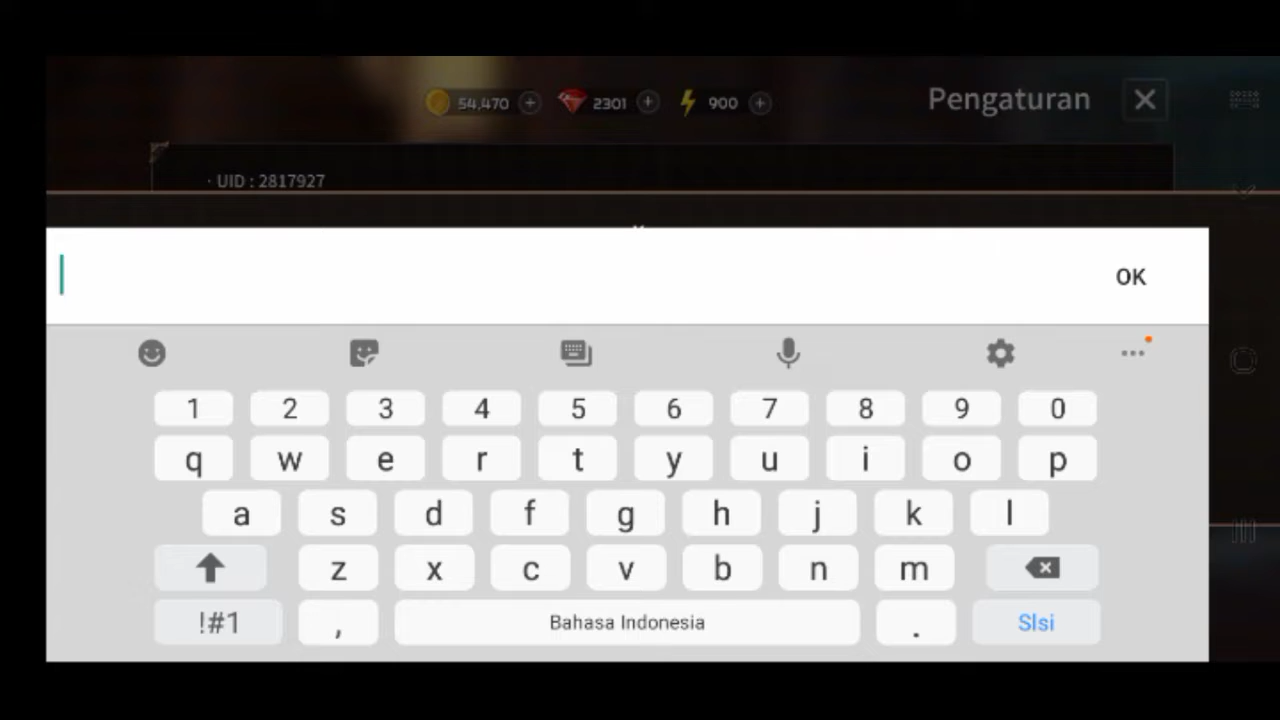 54,470 2301 900 Pengaturan
· UID : 2817927
OK
1 2 3 4 5 6 7 8 9 0
q w e r t y u i o p
a s d f g h j k l
z x c v b n m
!#1 , Bahasa Indonesia . Slsi